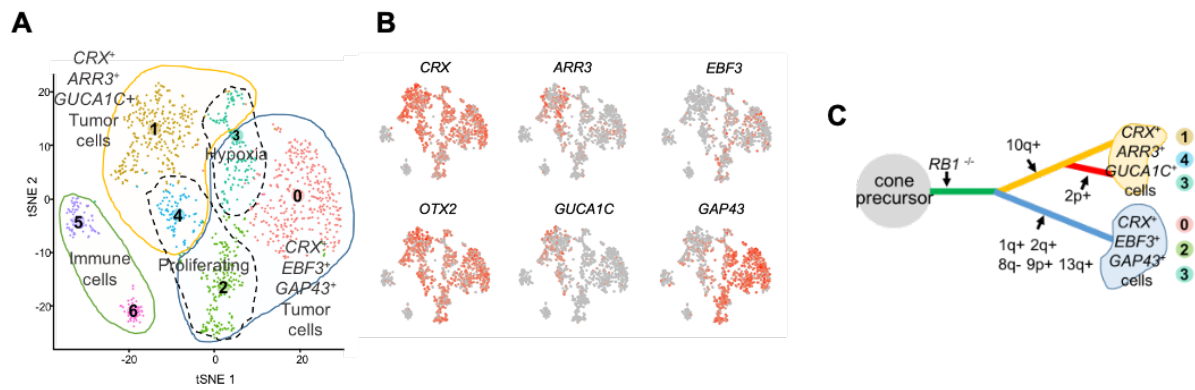 A
CRX+
ARR3+
GUCA1C+
Tumor
cells
20
10
0
-10
-20
tSNE 2
1
3
Hypoxia
0
4
5
Immune
cells
Proliferating
2
6
CRX+
EBF3+
GAP43+
Tumor
cells
-20
0
20
tSNE 1
B
CRX
ARR3
EBF3
OTX2
GUCA1C
GAP43
C
cone
precursor
RB1 -/-
10q+
2p+
1q+ 2q+
8q- 9p+ 13q+
CRX+
ARR3+
GUCA1C+
cells
1
4
3
CRX+
EBF3+
GAP43+
cells
0
2
3